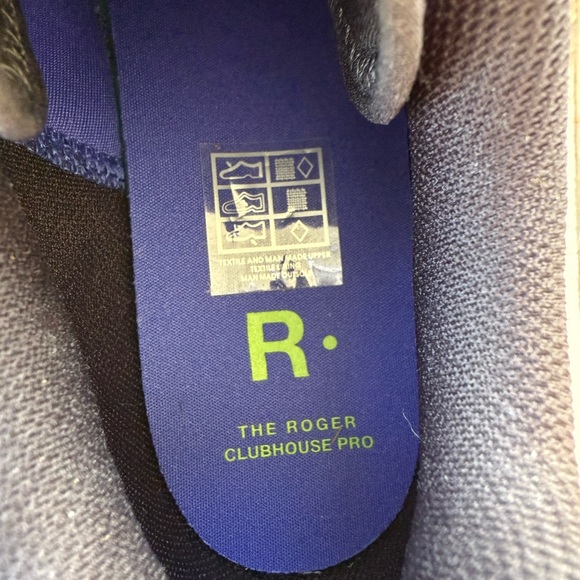 TEXTILE AND MAN MADE UPPER
TEXTILE LINING
MAN MADE OUTSOLE
R.
THE ROGER
CLUBHOUSE PRO